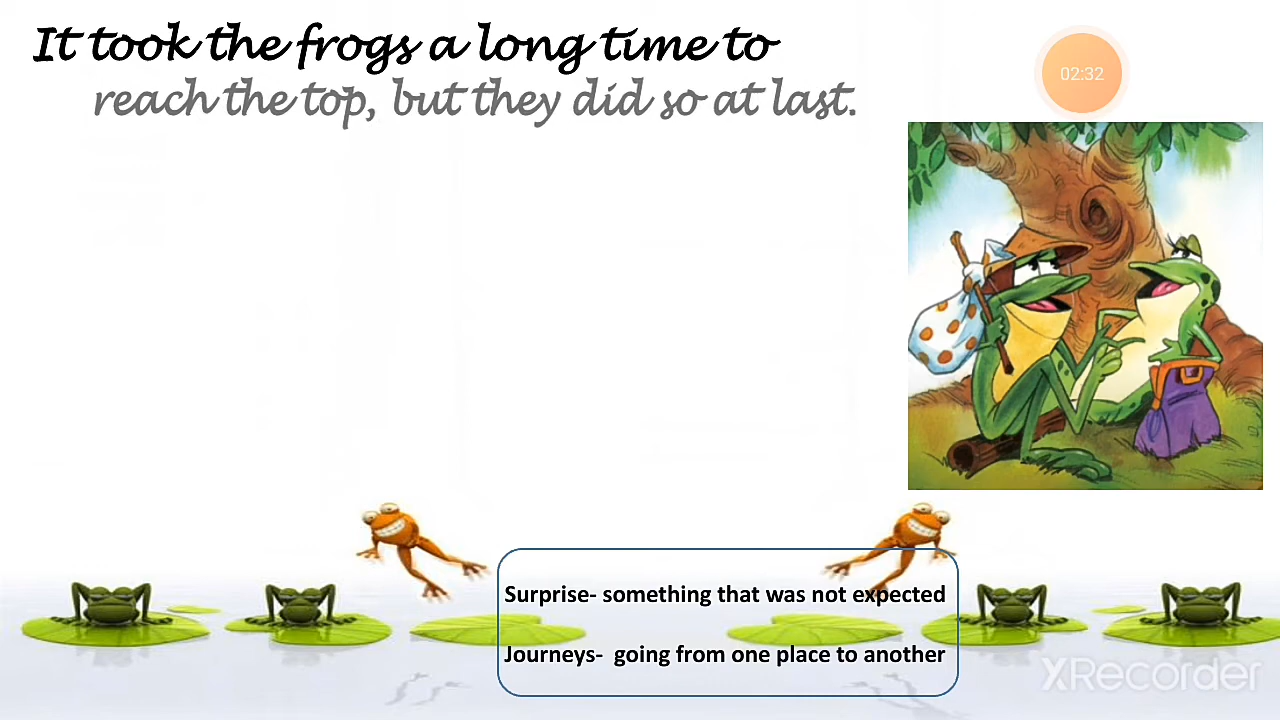 It took the frogs a long time to
reach the top, but they did so at last.
02:32
Surprise- something that was not expected
Journeys- going from one place to another
XRecorder